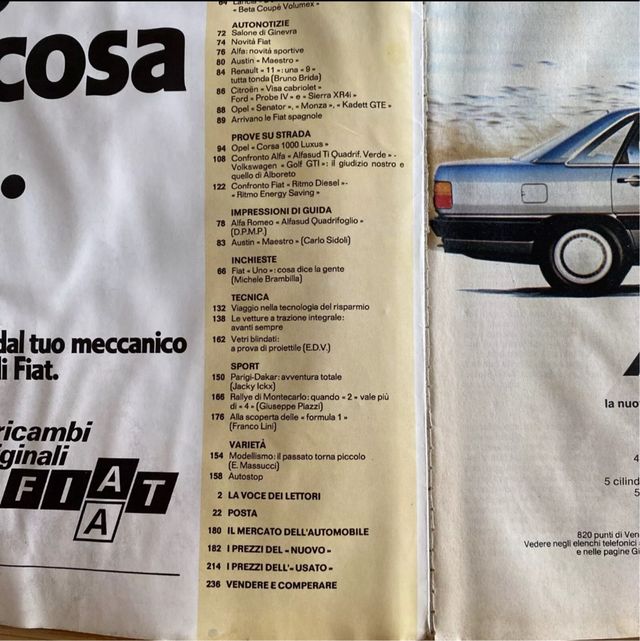 cosa
dal tuo meccanico
di Fiat.
ricambi
originali
FIAT
A
« Beta Coupé Volumex »
AUTONOTIZIE
72 Salone di Ginevra
74 Novità Fiat
76 Alfa: novità sportive
80 Austin « Maestro »
84 Renault « 11 »: una « 9 »
tutta tonda (Bruno Brida)
86 Citroën « Visa cabriolet »
Ford « Probe IV » e « Sierra XR4i »
88 Opel « Senator », « Monza », « Kadett GTE »
89 Arrivano le Fiat spagnole
PROVE SU STRADA
94 Opel « Corsa 1000 Luxus »
108 Confronto Alfa « Alfasud Ti Quadrif. Verde » -
Volkswagen « Golf GTI »: il giudizio nostro e
quello di Alboreto
122 Confronto Fiat « Ritmo Diesel »-
« Ritmo Energy Saving »
IMPRESSIONI DI GUIDA
78 Alfa Romeo « Alfasud Quadrifoglio »
(D.P.M.P.)
83 Austin « Maestro » (Carlo Sidoli)
INCHIESTE
66 Fiat « Uno »: cosa dice la gente
(Michele Brambilla)
TECNICA
132 Viaggio nella tecnologia del risparmio
138 Le vetture a trazione integrale:
avanti sempre
162 Vetri blindati:
a prova di proiettile (E.D.V.)
SPORT
150 Parigi-Dakar: avventura totale
(Jacky Ickx)
166 Rallye di Montecarlo: quando « 2 » vale più
di « 4 » (Giuseppe Piazzi)
176 Alla scoperta delle « formula 1 »
(Franco Lini)
VARIETÀ
154 Modellismo: il passato torna piccolo
(E. Massucci)
158 Autostop
2 LA VOCE DEI LETTORI
22 POSTA
180 IL MERCATO DELL'AUTOMOBILE
182 I PREZZI DEL « NUOVO »
214 I PREZZI DELL'« USATO »
236 VENDERE E COMPERARE
la nuo
4
5 cilind
5
820 punti di Ven
Vedere negli elenchi telefonici
e nelle pagine Gi